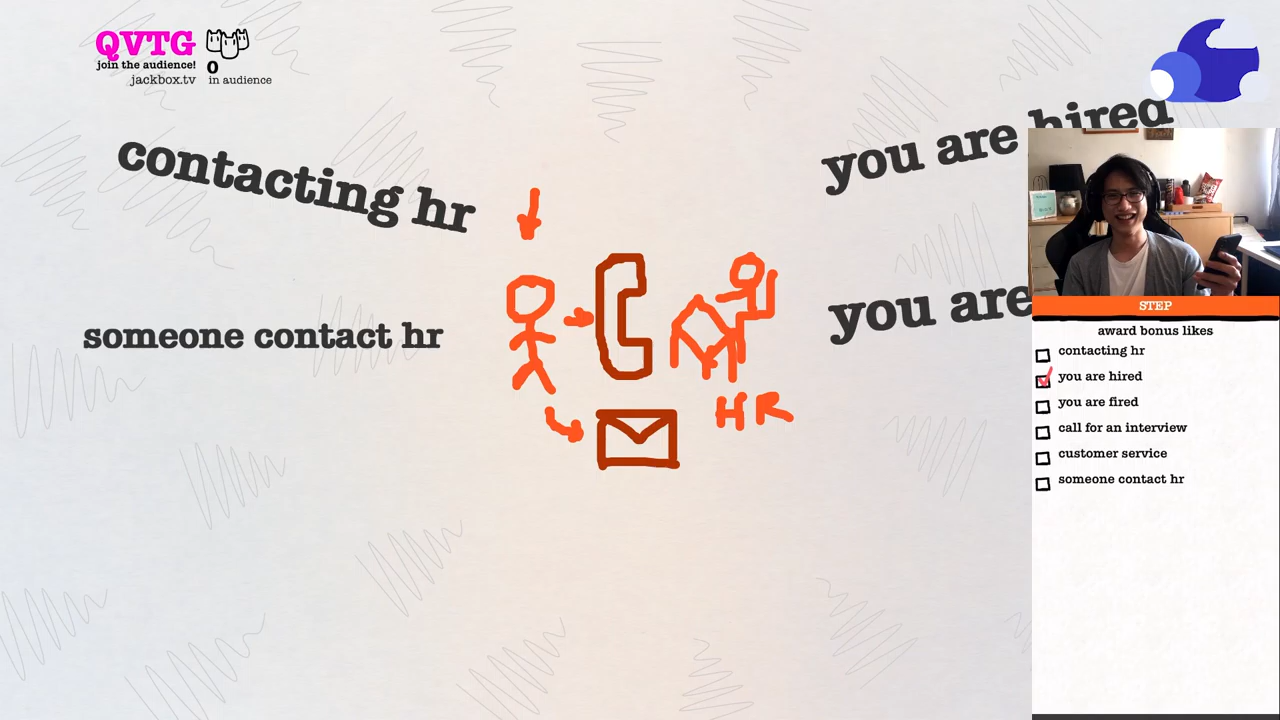 QVTG
join the audience!
jackbox.tv
0
in audience
contacting hr
you are hired
someone contact hr
you are
HR
STEP
award bonus likes
contacting hr
you are hired
you are fired
call for an interview
customer service
someone contact hr